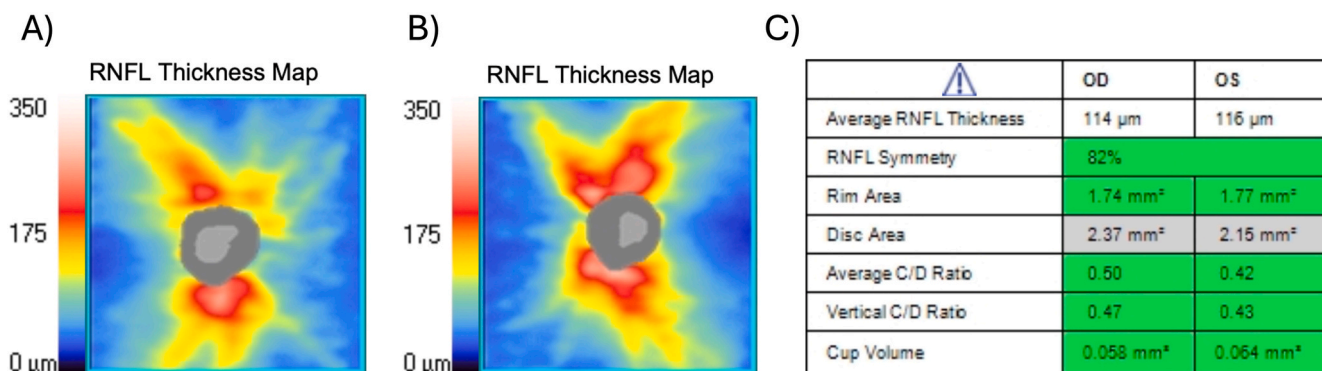 A)
RNFL Thickness Map
350
175
0 μm
B)
RNFL Thickness Map
350
175
0 μm
C)
OD OS
Average RNFL Thickness 114 μm 116 μm
RNFL Symmetry 82%
Rim Area 1.74 mm² 1.77 mm²
Disc Area 2.37 mm² 2.15 mm²
Average C/D Ratio 0.50 0.42
Vertical C/D Ratio 0.47 0.43
Cup Volume 0.058 mm³ 0.064 mm³